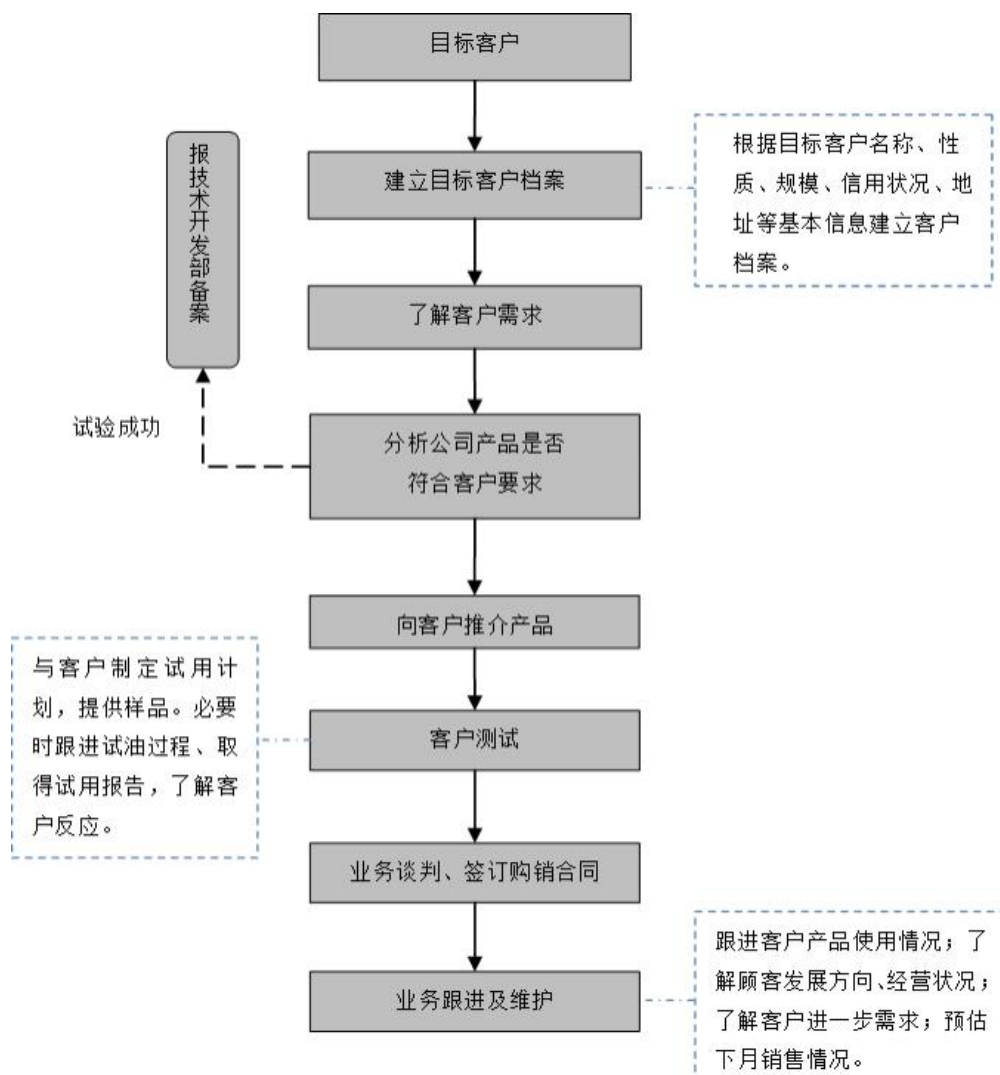 目标客户
报技术开发部备案
建立目标客户档案
根据目标客户名称、性
质、规模、信用状况、地
址等基本信息建立客户
档案。
了解客户需求
试验成功
分析公司产品是否
符合客户要求
向客户推介产品
与客户制定试用计
划，提供样品。必要
时跟进试油过程、取
得试用报告，了解客
户反应。
客户测试
业务谈判、签订购销合同
业务跟进及维护
跟进客户产品使用情况；了
解顾客发展方向、经营状况；
了解客户进一步需求；预估
下月销售情况。